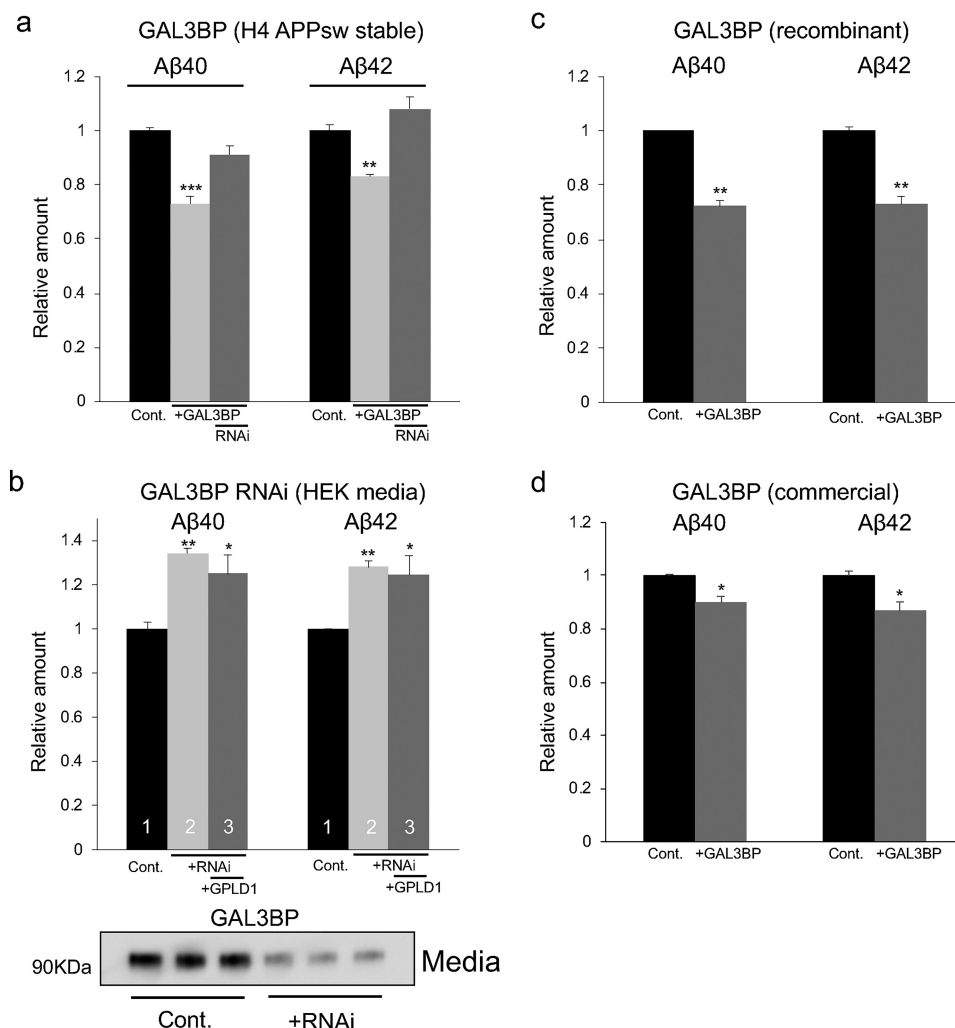 a
GAL3BP (H4 APPsw stable)
Aβ40 Aβ42
1.2
1
0.8
0.6
0.4
0.2
0
Relative amount
*** **
Cont. +GAL3BP Cont. +GAL3BP
RNAi RNAi
b
GAL3BP RNAi (HEK media)
Aβ40 Aβ42
1.4
1.2
1
0.8
0.6
0.4
0.2
0
Relative amount
** * ** *
1 2 3 1 2 3
Cont. +RNAi Cont. +RNAi
+GPLD1 +GPLD1
GAL3BP
90KDa Media
Cont. +RNAi
c
GAL3BP (recombinant)
Aβ40 Aβ42
1.2
1
0.8
0.6
0.4
0.2
0
Relative amount
** **
Cont. +GAL3BP Cont. +GAL3BP
d
GAL3BP (commercial)
Aβ40 Aβ42
1.2
1
0.8
0.6
0.4
0.2
0
Relative amount
* *
Cont. +GAL3BP Cont. +GAL3BP